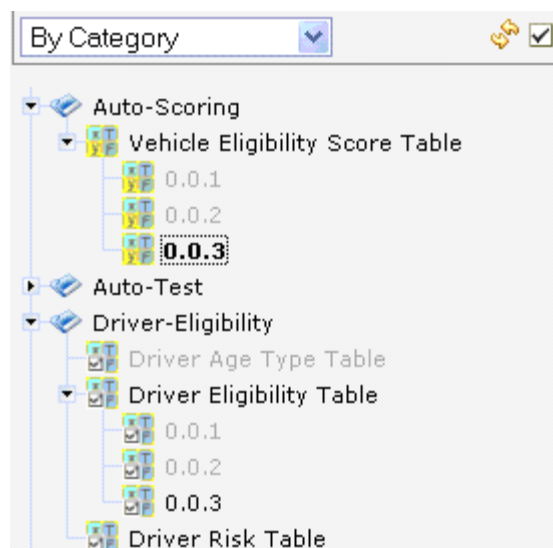 By Category
Auto-Scoring
Vehicle Eligibility Score Table
0.0.1
0.0.2
0.0.3
Auto-Test
Driver-Eligibility
Driver Age Type Table
Driver Eligibility Table
0.0.1
0.0.2
0.0.3
Driver Risk Table